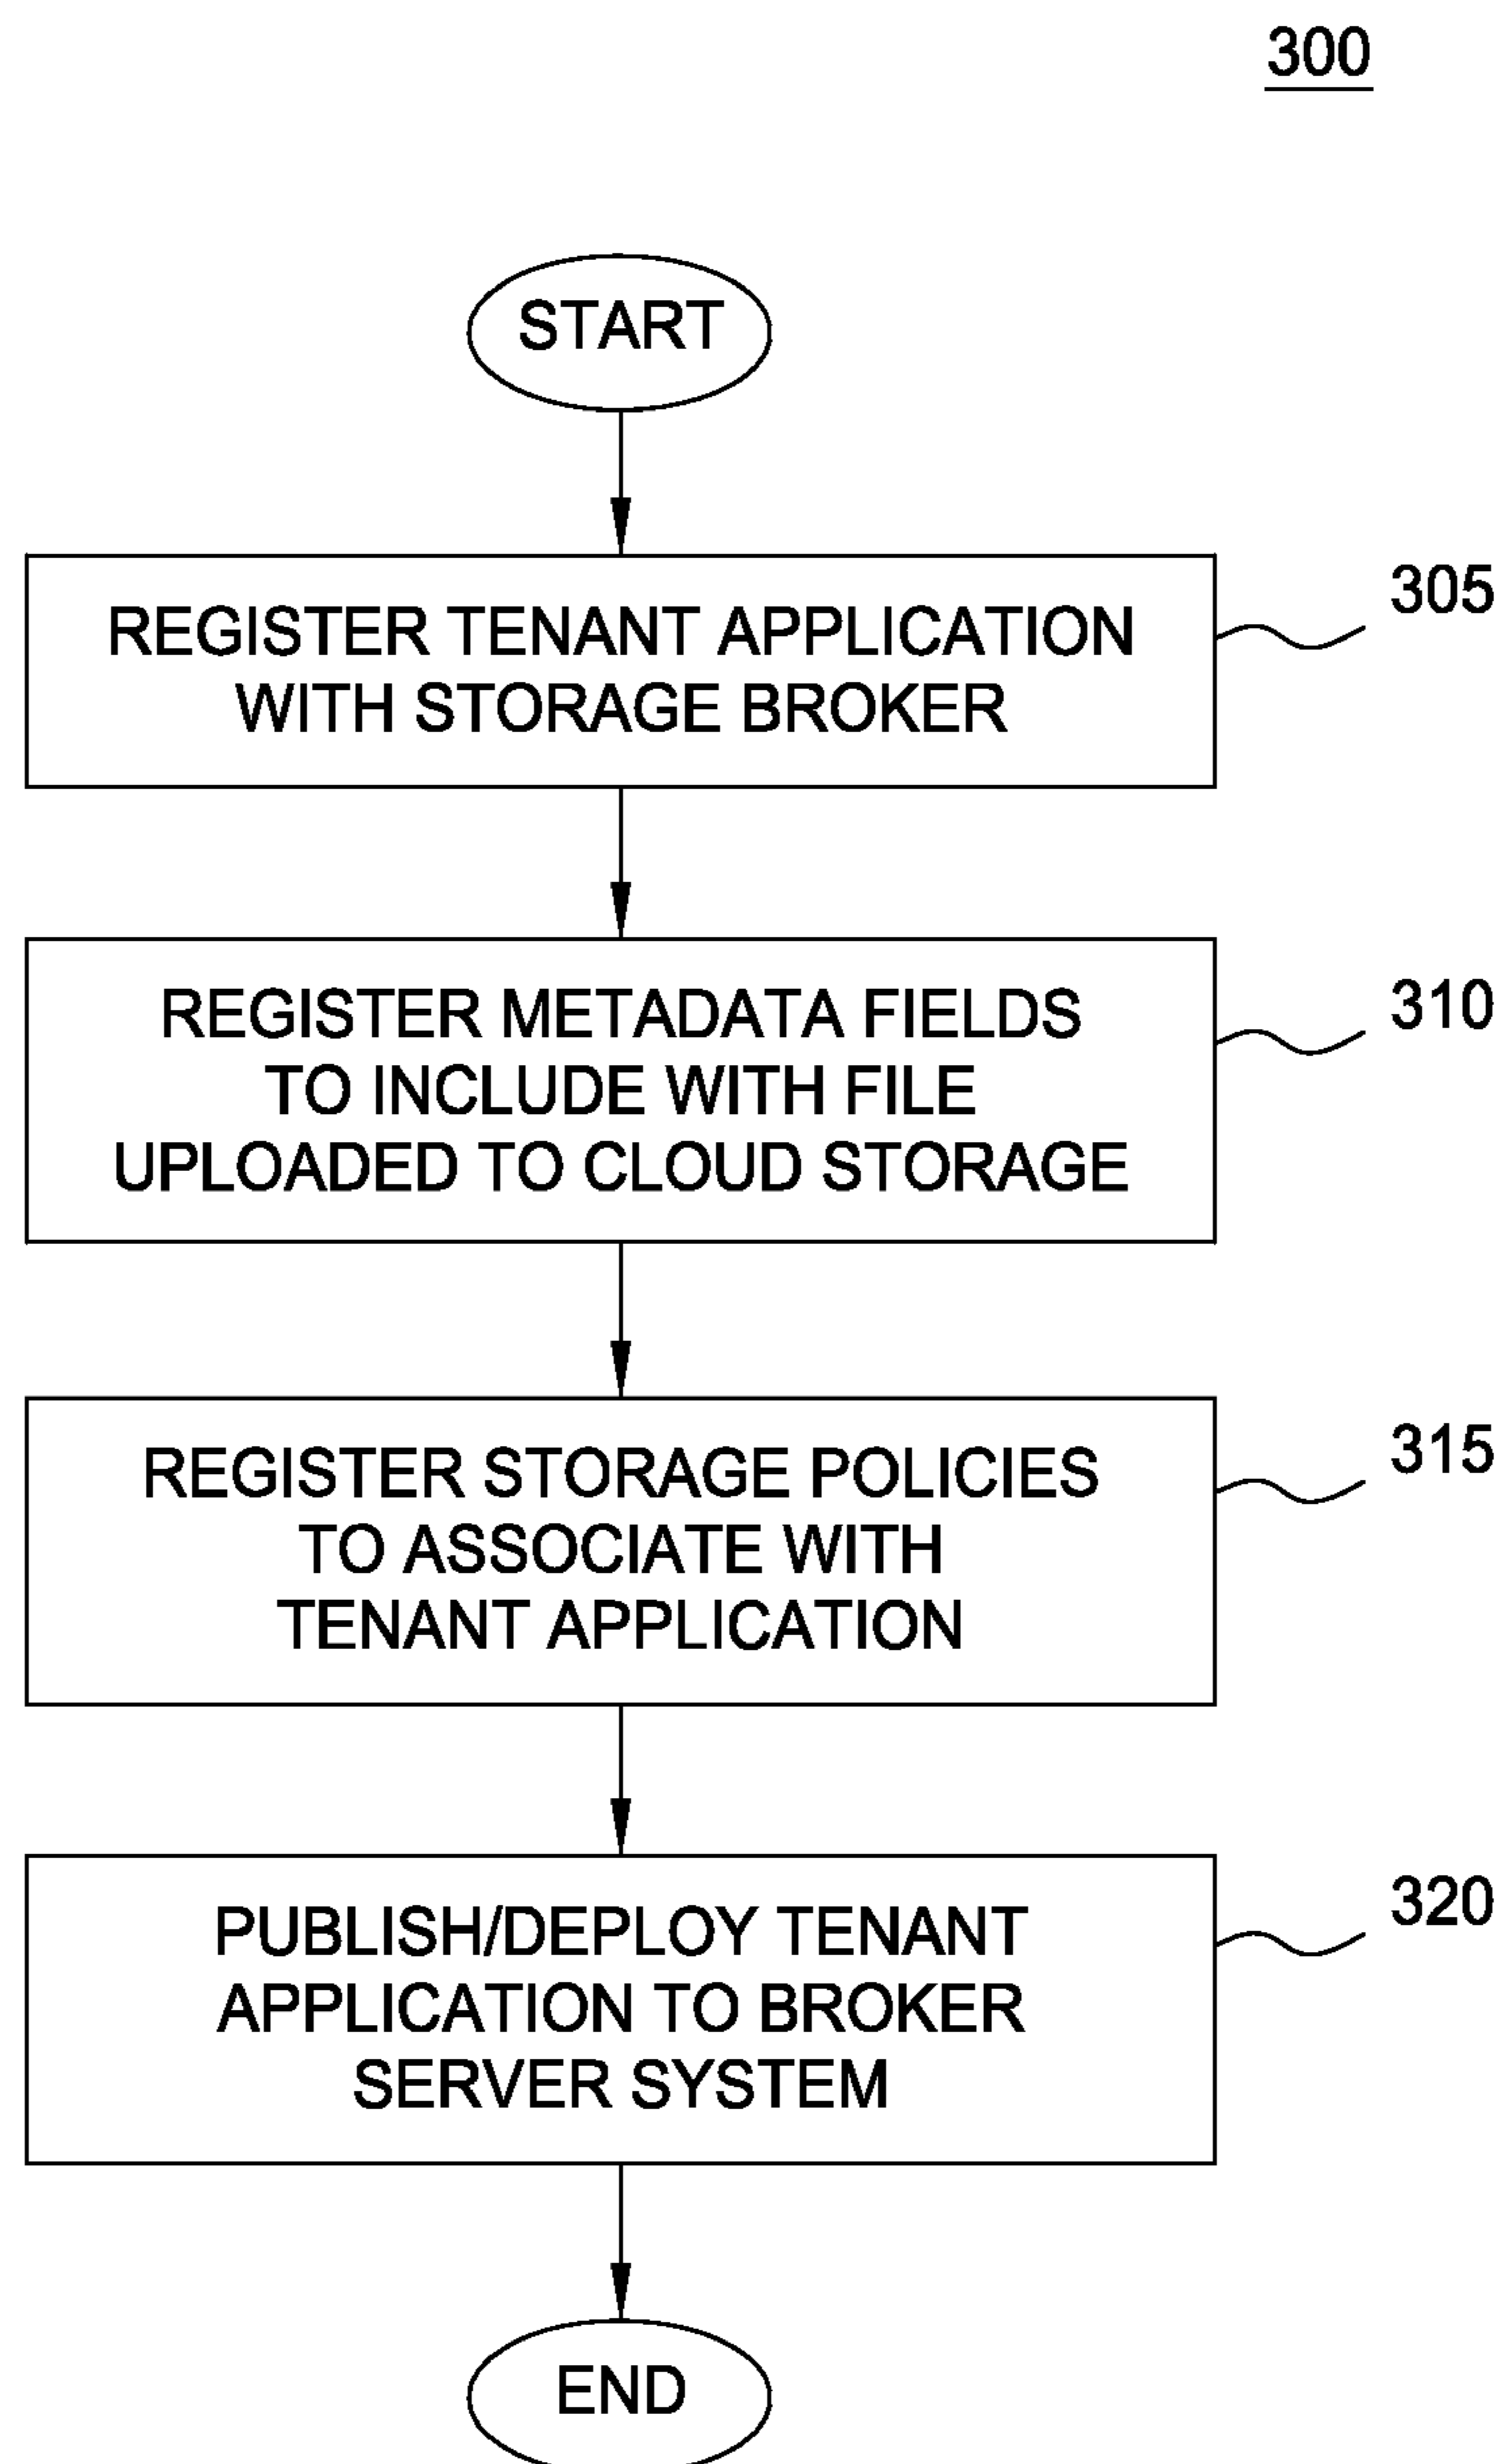 300
START
REGISTER TENANT APPLICATION
WITH STORAGE BROKER
305
REGISTER METADATA FIELDS
TO INCLUDE WITH FILE
UPLOADED TO CLOUD STORAGE
310
REGISTER STORAGE POLICIES
TO ASSOCIATE WITH
TENANT APPLICATION
315
PUBLISH/DEPLOY TENANT
APPLICATION TO BROKER
SERVER SYSTEM
320
END